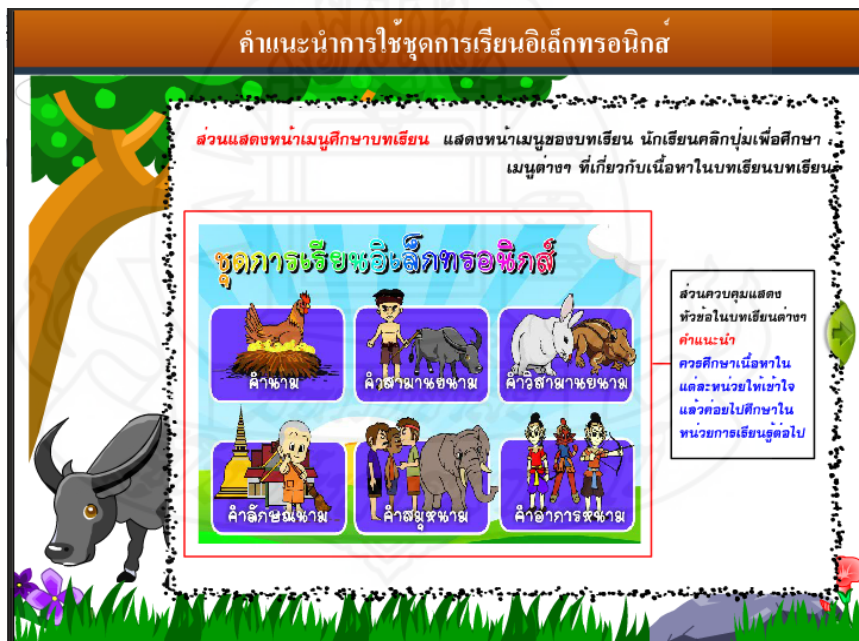 คำแนะนำการใช้ชุดการเรียนอิเล็กทรอนิกส์
ส่วนแสดงหน้าเมนูศึกษาบทเรียน แสดงหน้าเมนูของบทเรียน นักเรียนคลิกปุ่มเพื่อศึกษา
เมนูต่างๆ ที่เกี่ยวกับเนื้อหาในบทเรียนบทเรียน
ชุดการเรียนอิเล็กทรอนิกส์
คำนาม
คำสามานยนาม
คำวิสามานยนาม
คำลักษณนาม
คำสมุหนาม
คำอาการหนาม
ส่วนควบคุมแสดง
หัวข้อในบทเรียนต่างๆ
คำแนะนำ
ควรศึกษาเนื้อหาใน
แต่ละหน่วยให้เข้าใจ
แล้วค่อยไปศึกษาใน
หน่วยการเรียนรู้ต่อไป